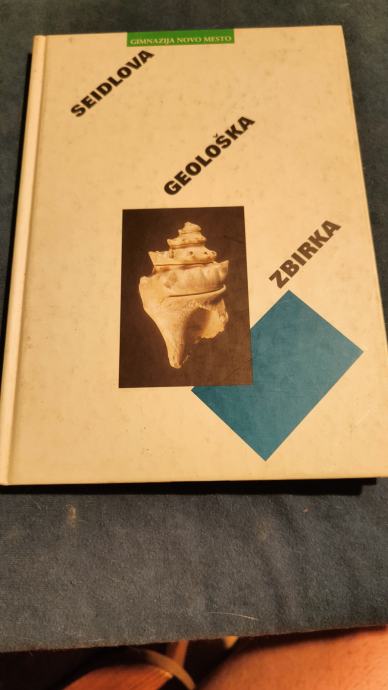 GIMNAZIJA NOVO MESTO
SEIDLOVA
GEOLOŠKA
ZBIRKA